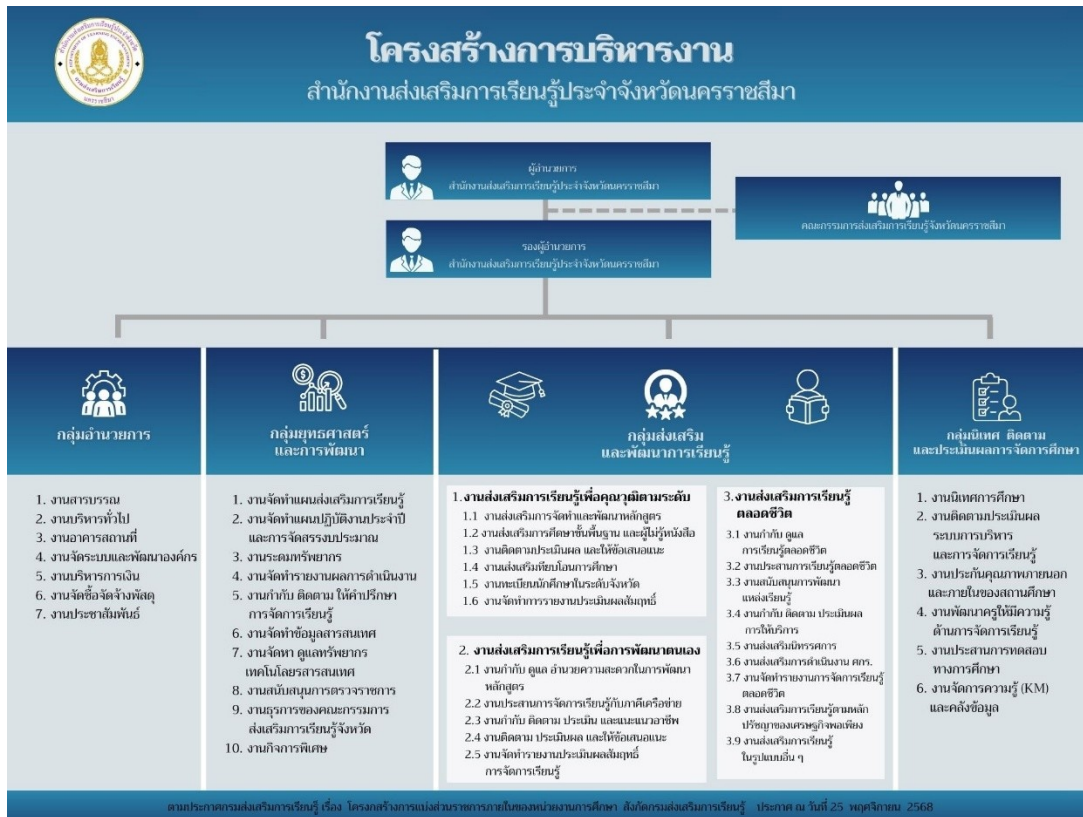 โครงสร้างการบริหารงาน
สำนักงานส่งเสริมการเรียนรู้ประจำจังหวัดนครราชสีมา
ผู้อำนวยการ
สำนักงานส่งเสริมการเรียนรู้ประจำจังหวัดนครราชสีมา
คณะกรรมการส่งเสริมการเรียนรู้จังหวัดนครราชสีมา
รองผู้อำนวยการ
สำนักงานส่งเสริมการเรียนรู้ประจำจังหวัดนครราชสีมา
กลุ่มอำนวยการ
1. งานสารบรรณ
2. งานบริหารทั่วไป
3. งานอาคารสถานที่
4. งานจัดระบบและพัฒนาองค์กร
5. งานบริหารการเงิน
6. งานจัดซื้อจัดจ้างพัสดุ
7. งานประชาสัมพันธ์
กลุ่มยุทธศาสตร์
และการพัฒนา
1. งานจัดทำแผนส่งเสริมการเรียนรู้
2. งานจัดทำแผนปฏิบัติงานประจำปี
และการจัดสรรงบประมาณ
3. งานระดมทรัพยากร
4. งานจัดทำรายงานผลการดำเนินงาน
5. งานกำกับ ติดตาม ให้คำปรึกษา
การจัดการเรียนรู้
6. งานจัดทำข้อมูลสารสนเทศ
7. งานจัดหา ดูแลทรัพยากร
เทคโนโลยรสารสนเทศ
8. งานสนับสนุนการตรวจราชการ
9. งานธุรการของคณะกรรมการ
ส่งเสริมการเรียนรู้จังหวัด
10. งานกิจการพิเศษ
กลุ่มส่งเสริม
และพัฒนาการเรียนรู้
1.งานส่งเสริมการเรียนรู้เพื่อคุณวุฒิตามระดับ
1.1 งานส่งเสริมการจัดทำและพัฒนาหลักสูตร
1.2 งานส่งเสริมการศึกษาขั้นพื้นฐาน และผู้ไม่รู้หนังสือ
1.3 งานติดตามประเมินผล และให้ข้อเสนอแนะ
1.4 งานส่งเสริมเทียบโอนการศึกษา
1.5 งานทะเบียนนักศึกษาในระดับจังหวัด
1.6 งานจัดทำการรายงานประเมินผลสัมฤทธิ์
2. งานส่งเสริมการเรียนรู้เพื่อการพัฒนาตนเอง
2.1 งานกำกับ ดูแล อำนวยความสะดวกในการพัฒนา
หลักสูตร
2.2 งานประสานการจัดการเรียนรู้กับภาคีเครือข่าย
2.3 งานกำกับ ติดตาม ประเมิน และแนะแนวอาชีพ
2.4 งานติดตาม ประเมินผล และให้ข้อเสนอแนะ
2.5 งานจัดทำรายงานประเมินผลสัมฤทธิ์
การจัดการเรียนรู้
3.งานส่งเสริมการเรียนรู้
ตลอดชีวิต
3.1 งานกำกับ ดูแล
การเรียนรู้ตลอดชีวิต
3.2 งานประสานการเรียนรู้ตลอดชีวิต
3.3 งานสนับสนุนการพัฒนา
แหล่งเรียนรู้
3.4 งานกำกับ ติดตาม ประเมินผล
การให้บริการ
3.5 งานส่งเสริมนิทรรศการ
3.6 งานส่งเสริมการดำเนินงาน ศกร.
3.7 งานจัดทำรายงานการจัดการเรียนรู้
ตลอดชีวิต
3.8 งานส่งเสริมการเรียนรู้ตามหลัก
ปรัชญาของเศรษฐกิจพอเพียง
3.9 งานส่งเสริมการเรียนรู้
ในรูปแบบอื่น ๆ
กลุ่มนิเทศ ติดตาม
และประเมินผลการจัดการศึกษา
1. งานนิเทศการศึกษา
2. งานติดตามประเมินผล
ระบบการบริหาร
และการจัดการเรียนรู้
3. งานประกันคุณภาพภายนอก
และภายในของสถานศึกษา
4. งานพัฒนาครูให้มีความรู้
ด้านการจัดการเรียนรู้
5. งานประสานการทดสอบ
ทางการศึกษา
6. งานจัดการความรู้ (KM)
และคลังข้อมูล
ตามประกาศกรมส่งเสริมการเรียนรู้ เรื่อง โครงกสร้างการแบ่งส่วนราชการภายในของหน่วยงานการศึกษา สังกัดกรมส่งเสริมการเรียนรู้ ประกาศ ณ วันที่ 25 พฤศจิกายน 2568